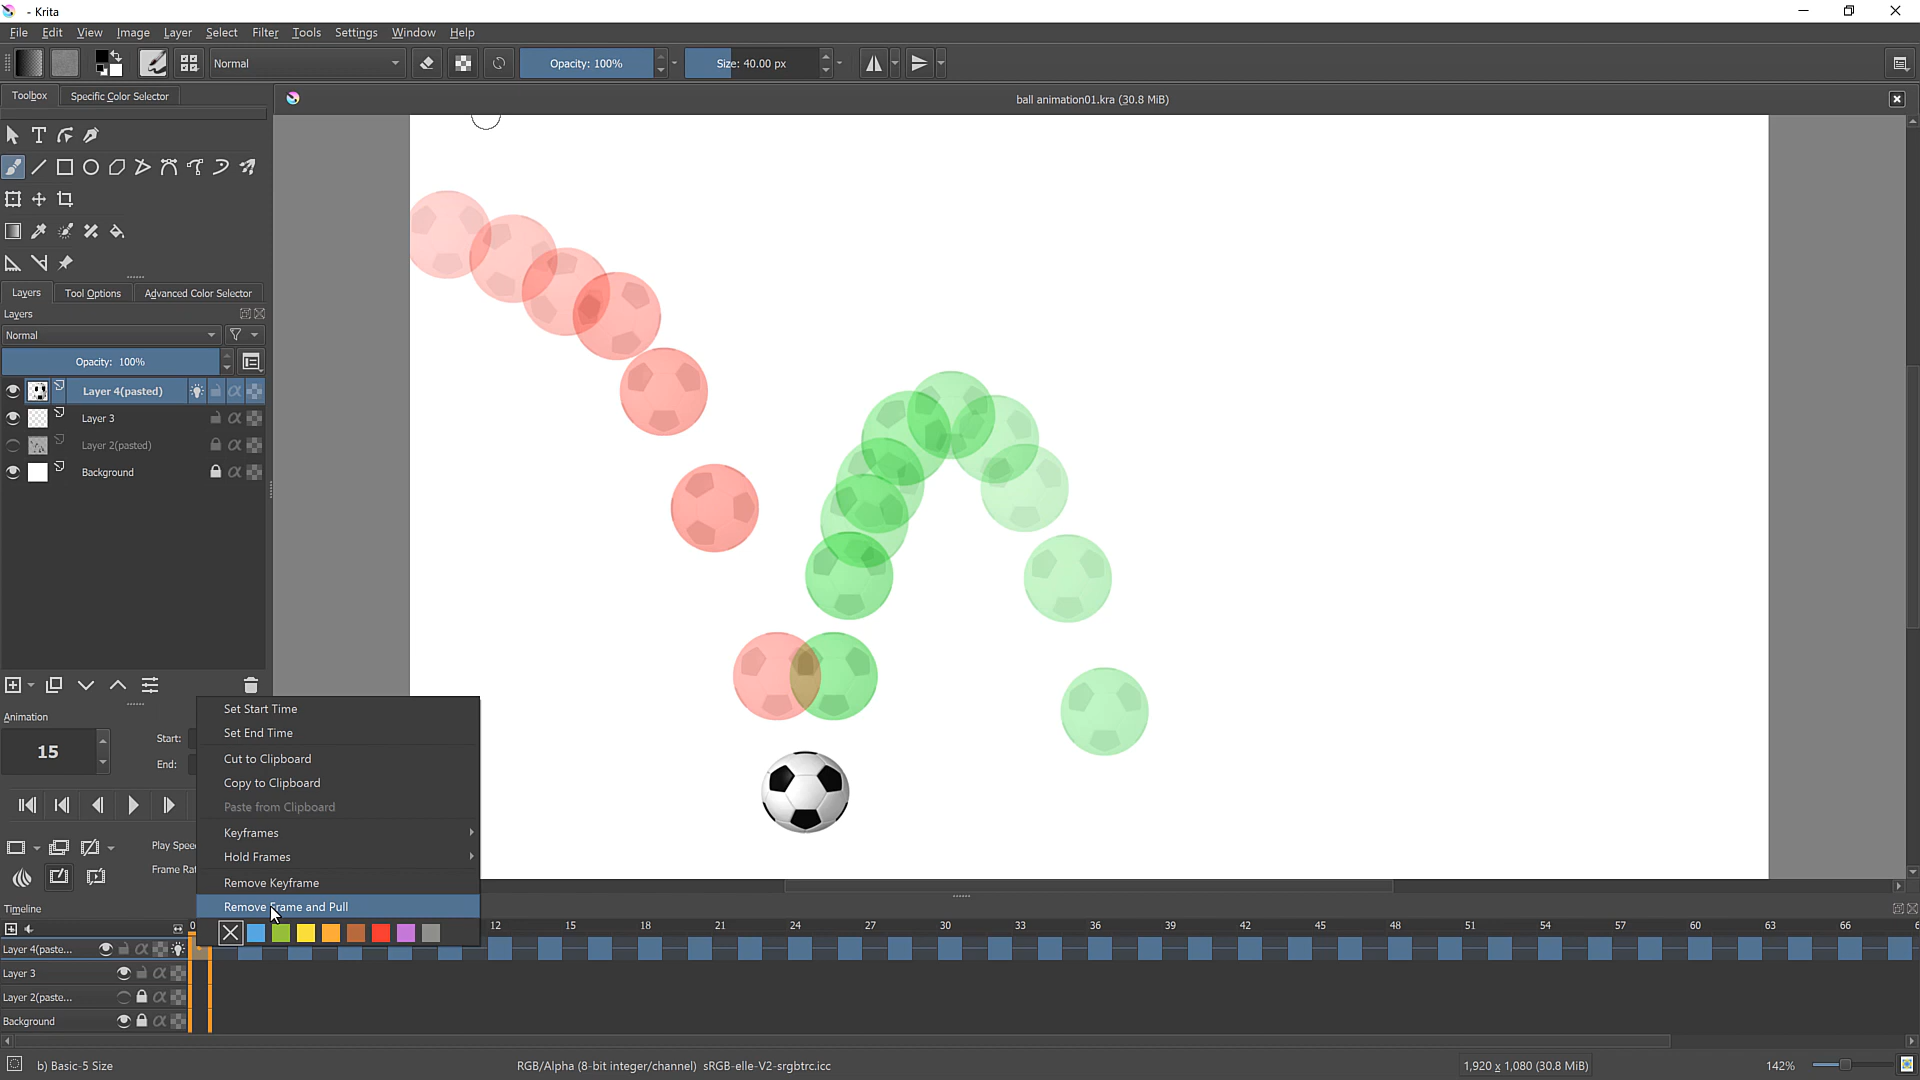 - Krita
File Edit View Image Layer Select Filter Tools Settings Window Help
Normal Opacity: 100% Size: 40.00 px
Toolbox Specific Color Selector
ball animation01.kra (30.8 MiB)
Layers Tool Options Advanced Color Selector
Layers
Normal
Opacity: 100%
Layer 4(pasted)
Layer 3
Layer 2(pasted)
Background
Animation
15
Start:
End:
Play Spee
Frame Rat
Set Start Time
Set End Time
Cut to Clipboard
Copy to Clipboard
Paste from Clipboard
Keyframes
Hold Frames
Remove Keyframe
Remove Frame and Pull
Timeline
0 12 15 18 21 24 27 30 33 36 39 42 45 48 51 54 57 60 63 66 6
Layer 4(paste...
Layer 3
Layer 2(paste...
Background
b) Basic-5 Size
RGB/Alpha (8-bit integer/channel) sRGB-elle-V2-srgbtrc.icc
1,920 x 1,080 (30.8 MiB)
142%